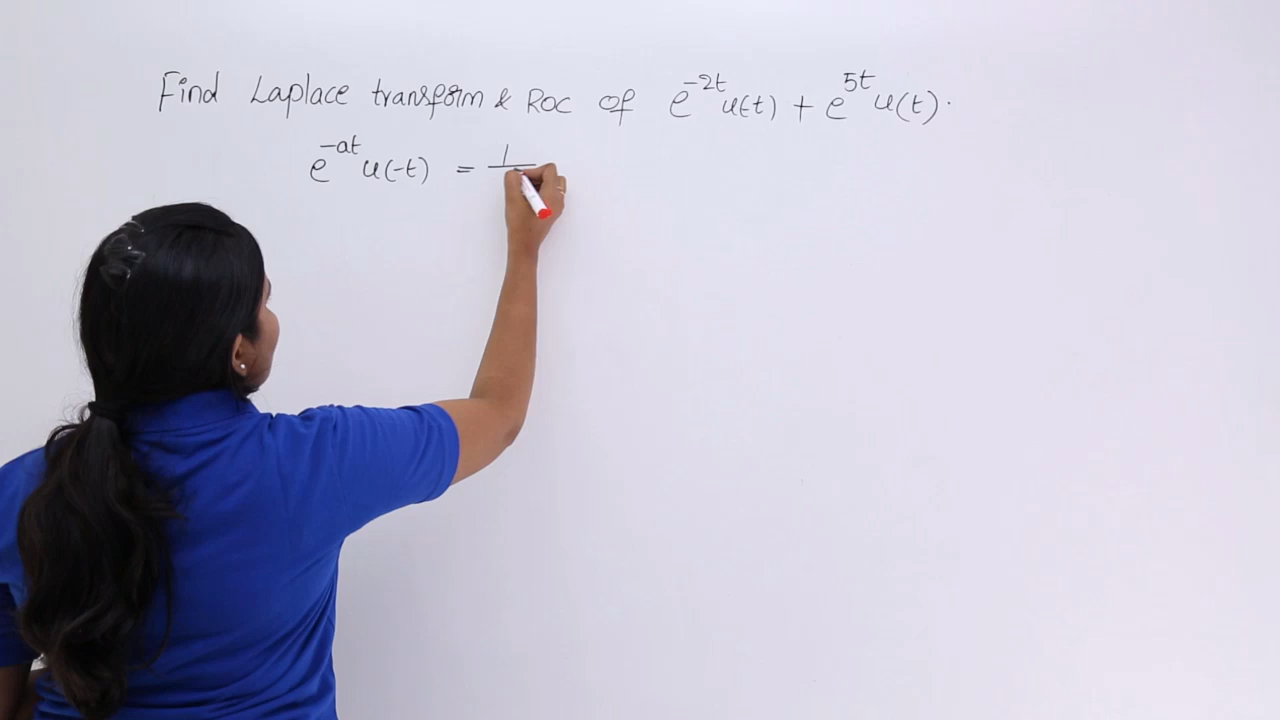 Find Laplace transform & ROC of e^{-2t} u(t) + e^{5t} u(t).
e^{-at} u(-t) = 1/